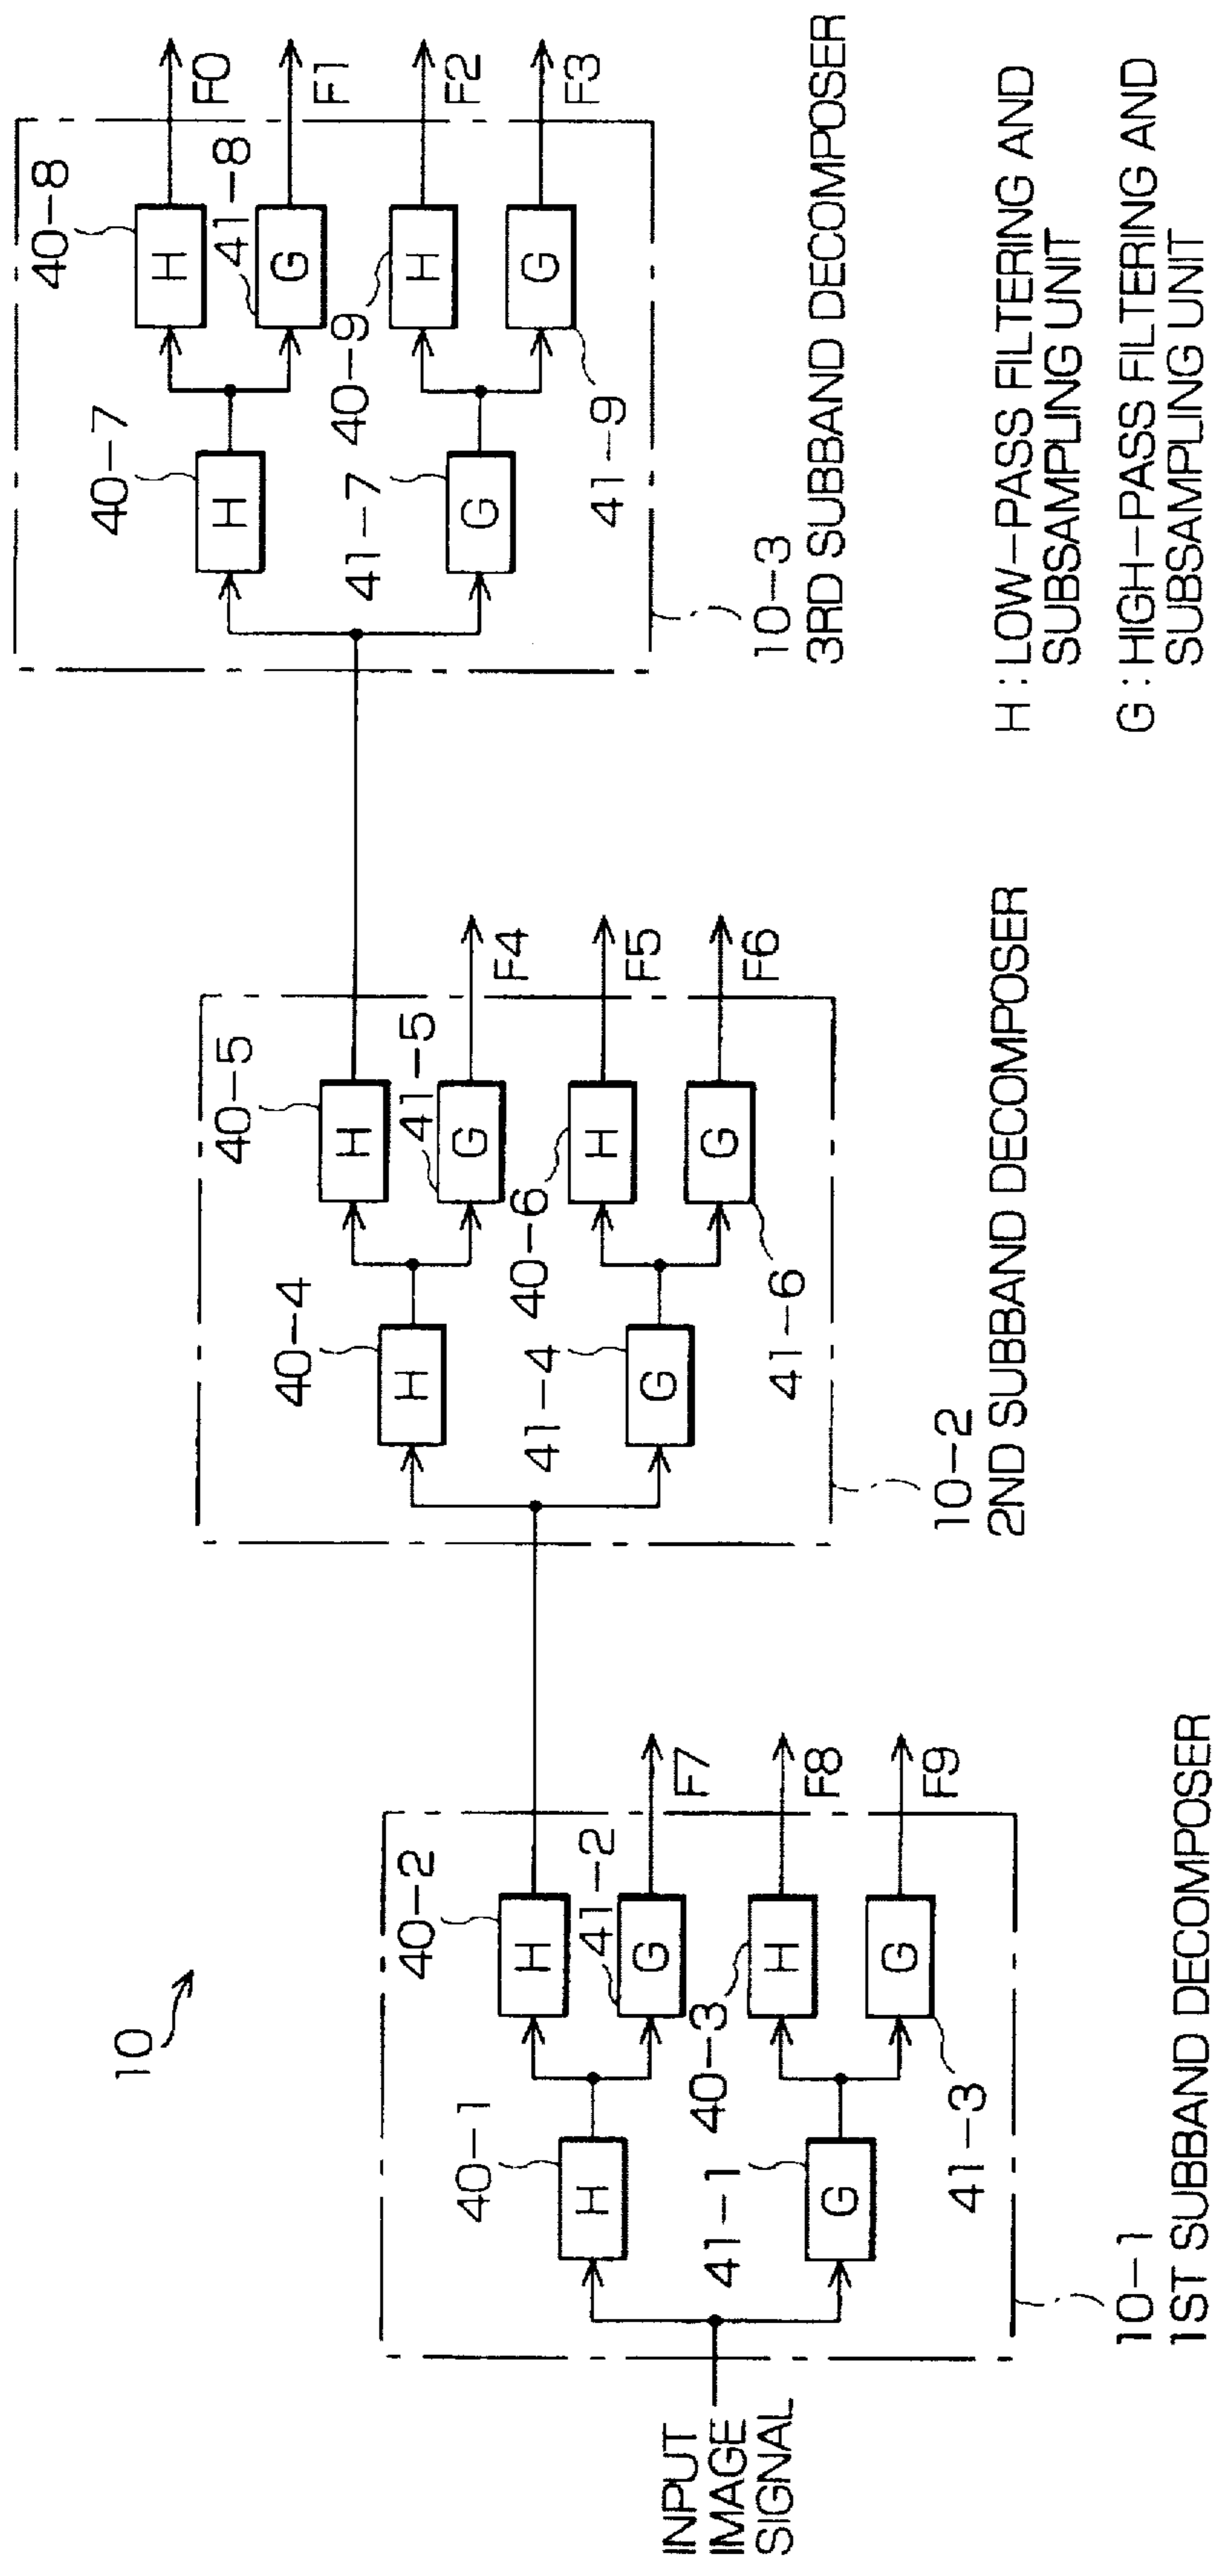 10
INPUT
IMAGE
SIGNAL
40-1
H
41-1
G
40-2
H
41-2
G
40-3
H
41-3
G
F7
F8
F9
10-1
1ST SUBBAND DECOMPOSER
40-4
H
41-4
G
40-5
H
41-5
G
40-6
H
41-6
G
F4
F5
F6
10-2
2ND SUBBAND DECOMPOSER
40-7
H
41-7
G
40-8
H
41-8
G
40-9
H
41-9
G
F0
F1
F2
F3
10-3
3RD SUBBAND DECOMPOSER
H : LOW-PASS FILTERING AND
SUBSAMPLING UNIT
G : HIGH-PASS FILTERING AND
SUBSAMPLING UNIT